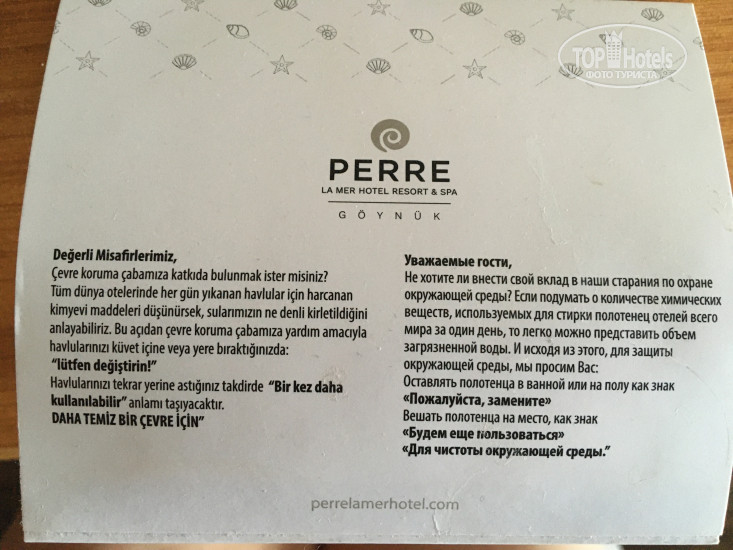 TOP Hotels
ФОТО ТУРИСТА
PERRE
LA MER HOTEL RESORT & SPA
GÖYNÜK
Değerli Misafirlerimiz,
Çevre koruma çabamıza katkıda bulunmak ister misiniz?
Tüm dünya otelerinde her gün yıkanan havlular için harcanan
kimyevi maddeleri düşünürsek, sularımızın ne denli kirletildiğini
anlayabiliriz. Bu açıdan çevre koruma çabamıza yardım amacıyla
havlularınızı küvet içine veya yere bıraktığınızda:
“lütfen değiştirin!”
Havlularınızı tekrar yerine astığınız takdirde “Bir kez daha
kullanılabilir” anlamı taşıyacaktır.
DAHA TEMİZ BİR ÇEVRE İÇİN”
Уважаемые гости,
Не хотите ли внести свой вклад в наши старания по охране
окружающей среды? Если подумать о количестве химических
веществ, используемых для стирки полотенец отелей всего
мира за один день, то легко можно представить объем
загрязненной воды. И исходя из этого, для защиты
окружающей среды, мы просим Вас:
Оставлять полотенца в ванной или на полу как знак
«Пожалуйста, замените»
Вешать полотенца на место, как знак
«Будем еще пользоваться»
«Для чистоты окружающей среды.”
perrelamerhotel.com